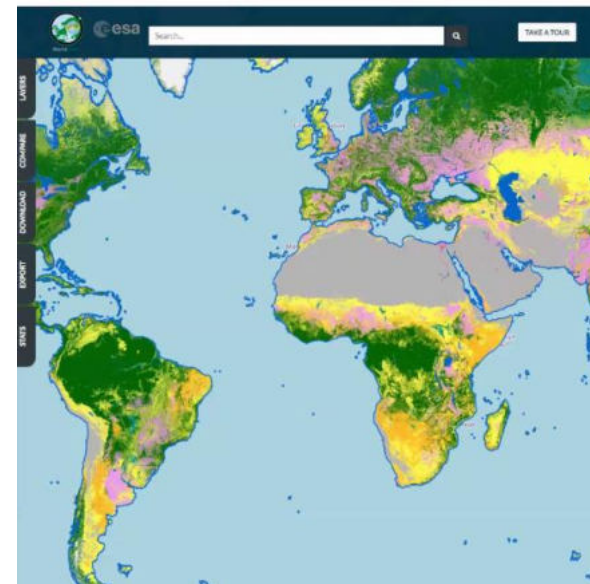 esa
Search...
TAKE A TOUR
LAYERS
COMPARE
DOWNLOAD
EXPORT
STATS